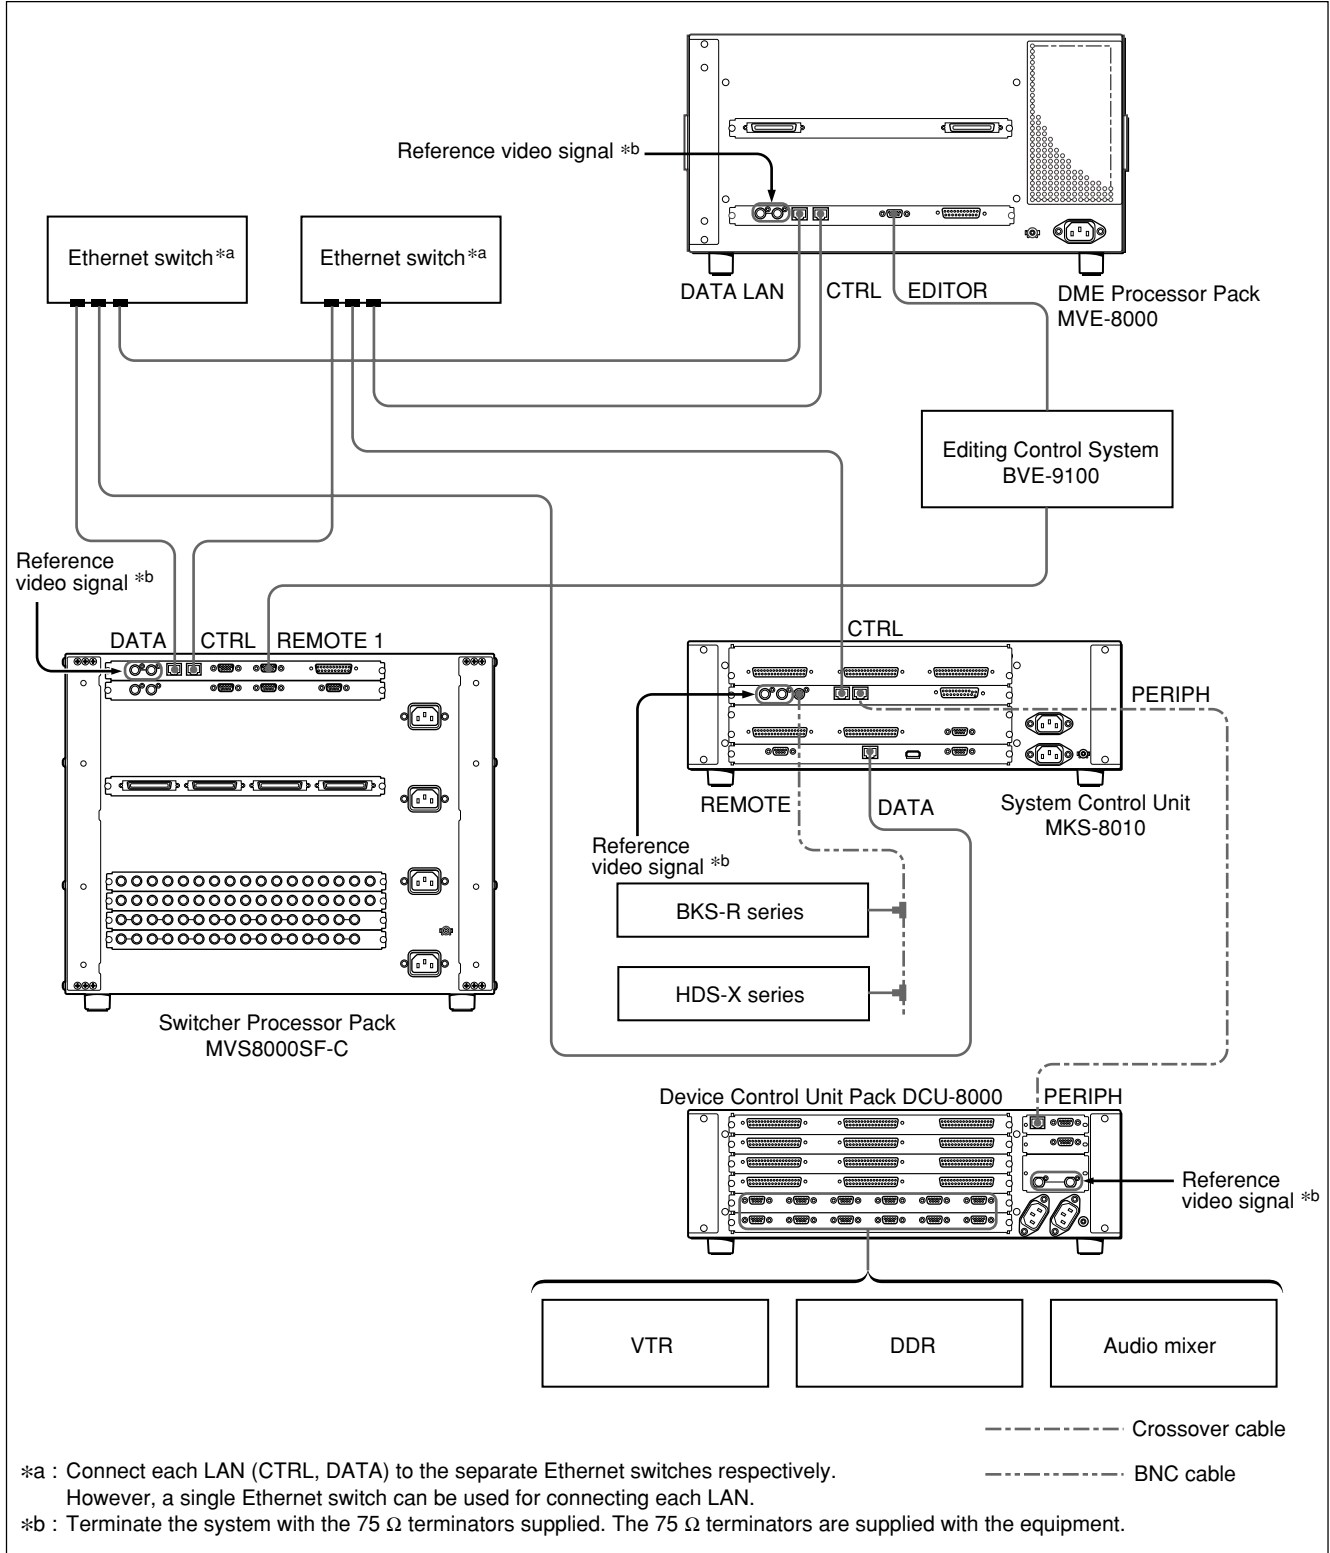 Reference video signal *b
Ethernet switch*a
Ethernet switch*a
DATA LAN
CTRL
EDITOR
DME Processor Pack
MVE-8000
Editing Control System
BVE-9100
Reference
video signal *b
DATA
CTRL
REMOTE 1
CTRL
PERIPH
REMOTE
DATA
System Control Unit
MKS-8010
Reference
video signal *b
BKS-R series
HDS-X series
Switcher Processor Pack
MVS8000SF-C
Device Control Unit Pack DCU-8000
PERIPH
Reference
video signal *b
VTR
DDR
Audio mixer
Crossover cable
BNC cable
*a : Connect each LAN (CTRL, DATA) to the separate Ethernet switches respectively.
However, a single Ethernet switch can be used for connecting each LAN.
*b : Terminate the system with the 75 Ω terminators supplied. The 75 Ω terminators are supplied with the equipment.